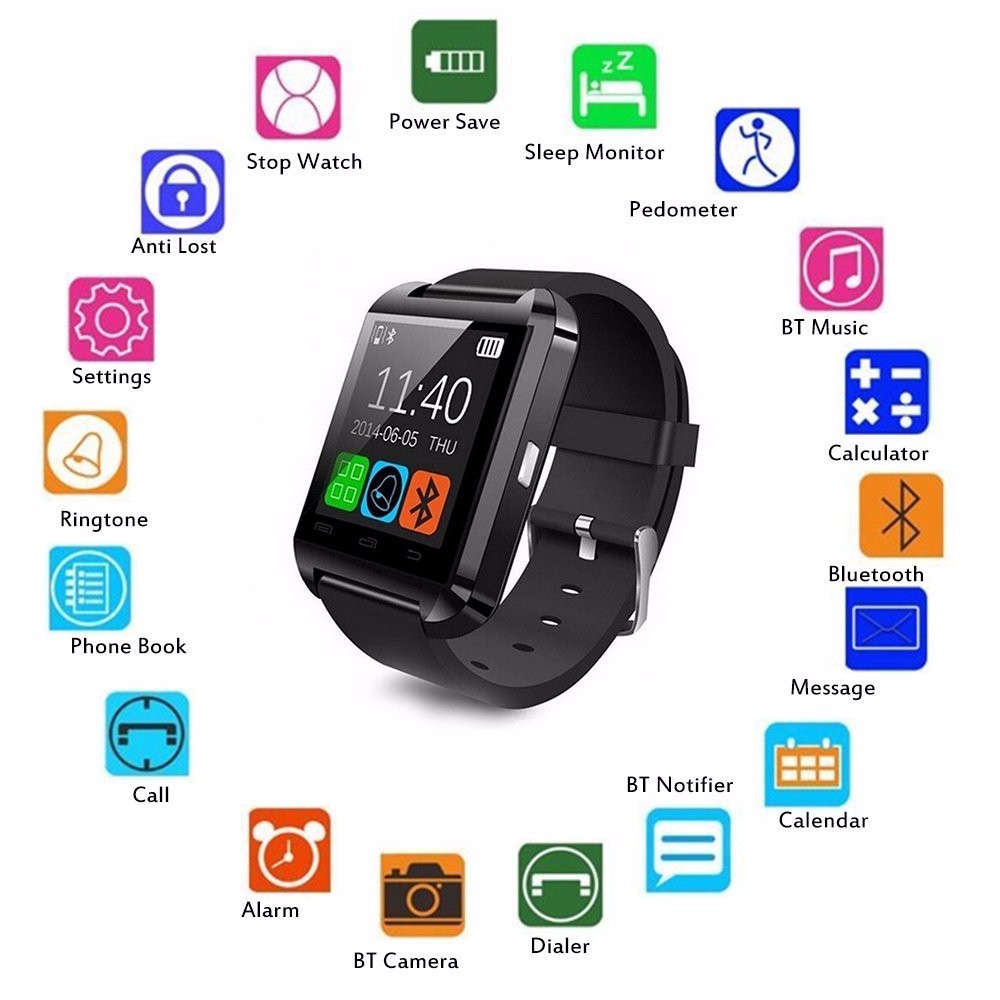 Power Save
Z Z
Sleep Monitor
Stop Watch
Pedometer
Anti Lost
BT Music
Settings
11:40
2014-06-05 THU
Calculator
Ringtone
Bluetooth
Phone Book
Message
Call
BT Notifier
Calendar
Alarm
BT Camera
Dialer